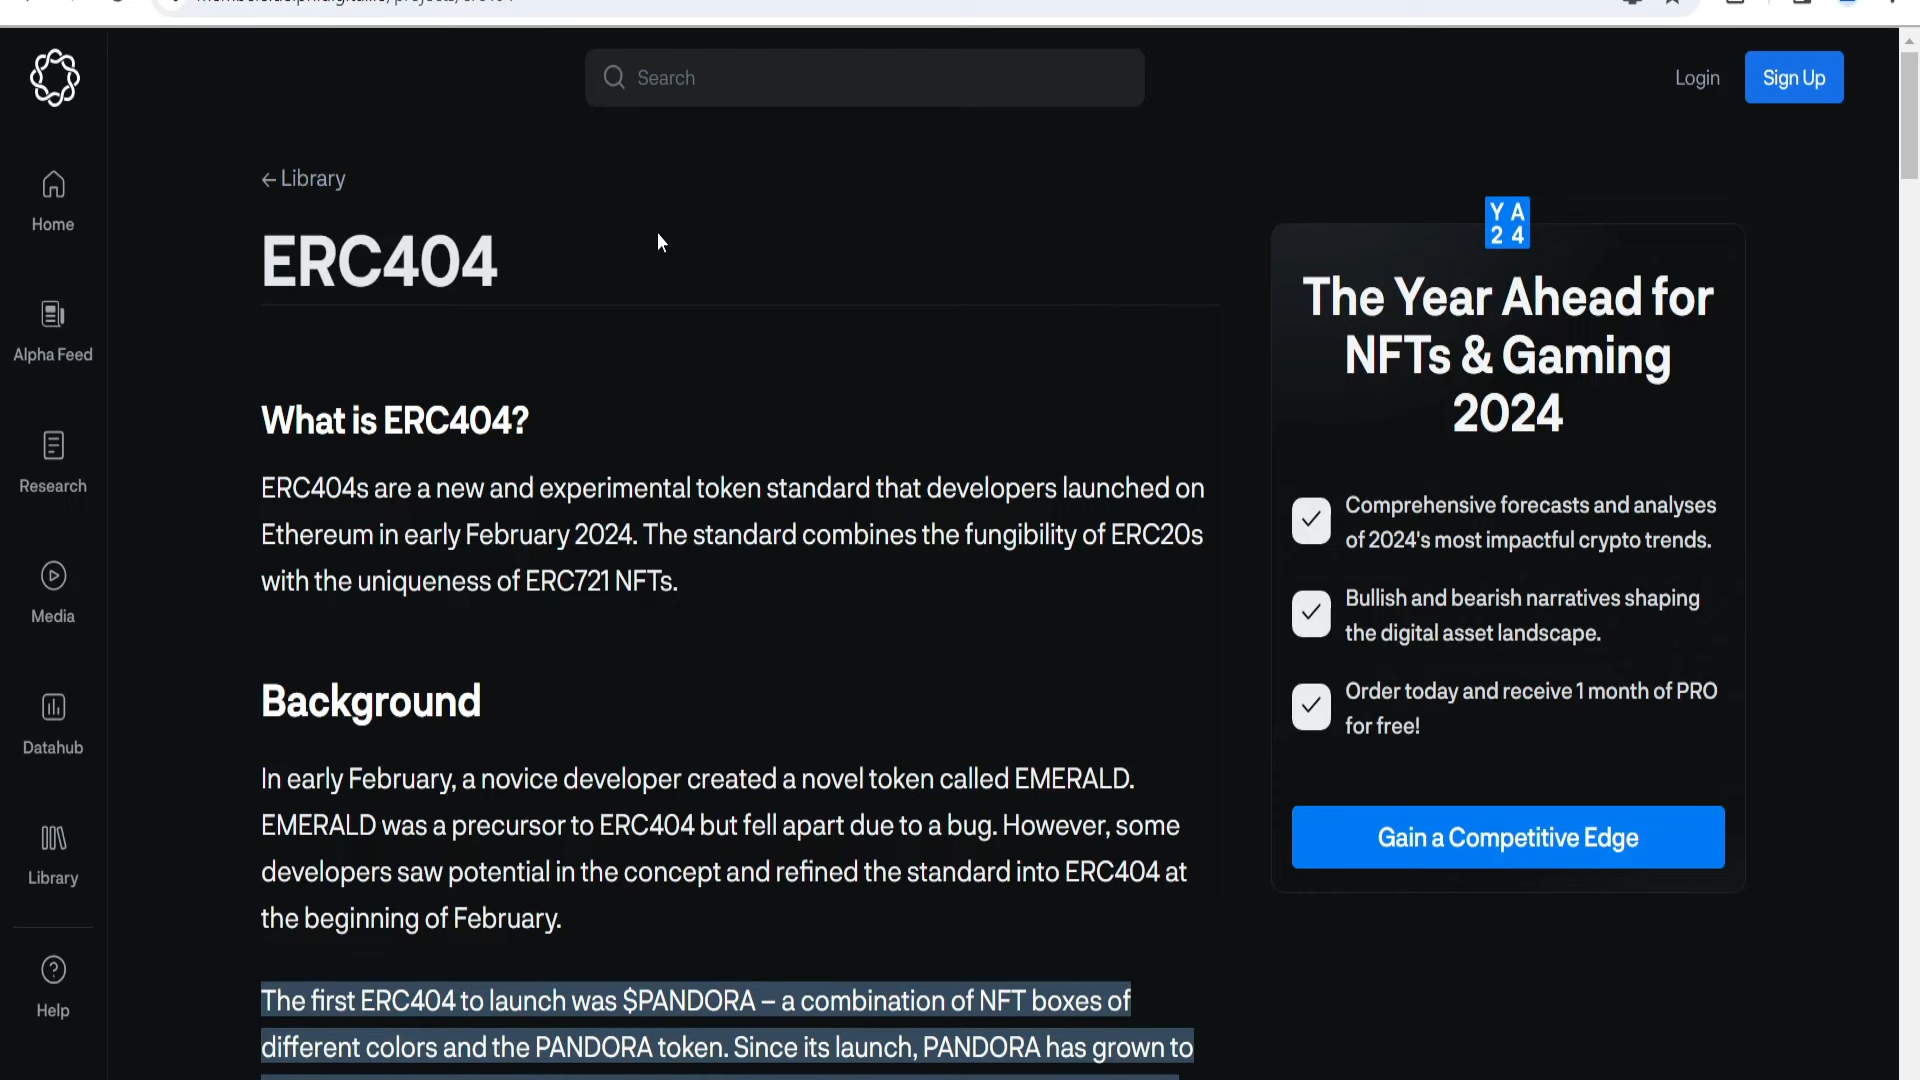 Search
Login
Sign Up
← Library
ERC404
Home
Alpha Feed
Research
Media
Datahub
Library
Help
What is ERC404?
ERC404s are a new and experimental token standard that developers launched on
Ethereum in early February 2024. The standard combines the fungibility of ERC20s
with the uniqueness of ERC721 NFTs.
Background
In early February, a novice developer created a novel token called EMERALD.
EMERALD was a precursor to ERC404 but fell apart due to a bug. However, some
developers saw potential in the concept and refined the standard into ERC404 at
the beginning of February.
The first ERC404 to launch was $PANDORA – a combination of NFT boxes of
different colors and the PANDORA token. Since its launch, PANDORA has grown to
Y A
2 4
The Year Ahead for
NFTs & Gaming
2024
Comprehensive forecasts and analyses
of 2024's most impactful crypto trends.
Bullish and bearish narratives shaping
the digital asset landscape.
Order today and receive 1 month of PRO
for free!
Gain a Competitive Edge